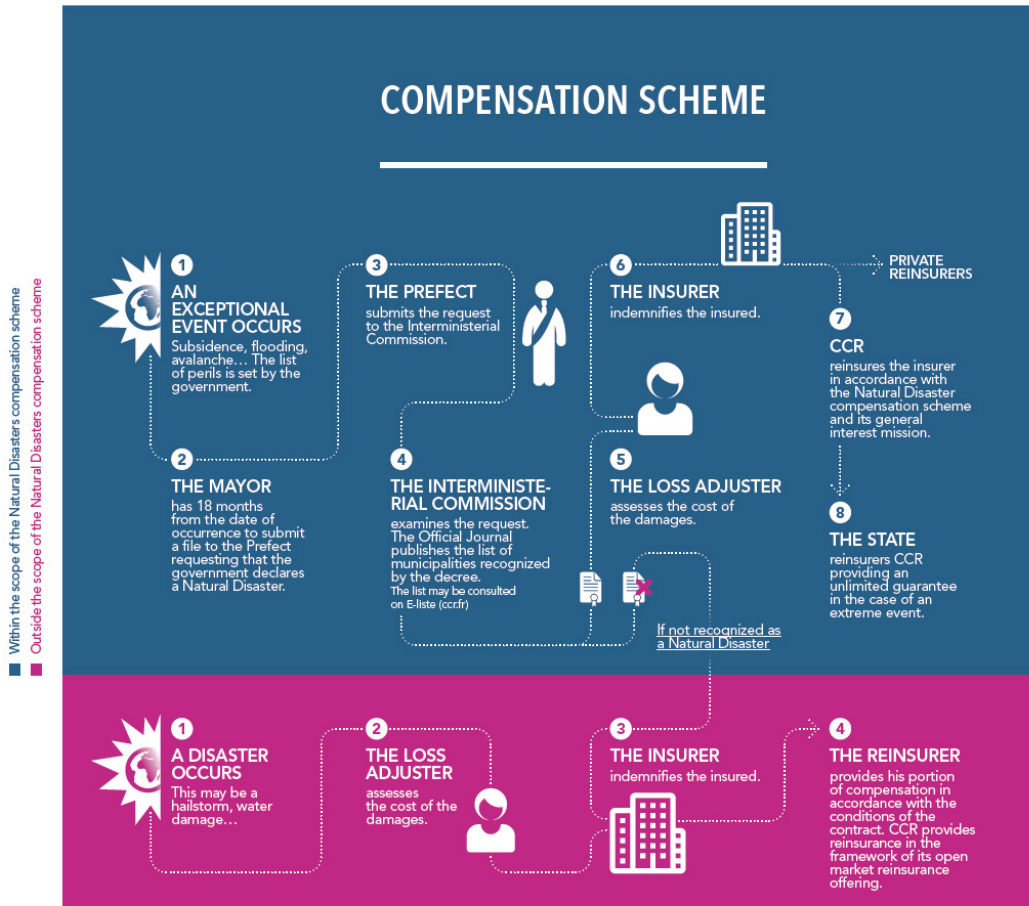 COMPENSATION SCHEME
Within the scope of the Natural Disasters compensation scheme
Outside the scope of the Natural Disasters compensation scheme
1
AN
EXCEPTIONAL
EVENT OCCURS
Subsidence, flooding,
avalanche... The list
of perils is set by the
government.
2
THE MAYOR
has 18 months
from the date of
occurrence to submit
a file to the Prefect
requesting that the
government declares
a Natural Disaster.
3
THE PREFECT
submits the request
to the Interministerial
Commission.
4
THE INTERMINISTE-
RIAL COMMISSION
examines the request.
The Official Journal
publishes the list of
municipalities recognized
by the decree.
The list may be consulted
on E-liste (ccr.fr)
5
THE LOSS ADJUSTER
assesses the cost of
the damages.
If not recognized as
a Natural Disaster
6
THE INSURER
indemnifies the insured.
PRIVATE
REINSURERS
7
CCR
reinsures the insurer
in accordance with
the Natural Disaster
compensation scheme
and its general
interest mission.
8
THE STATE
reinsurers CCR
providing an
unlimited guarantee
in the case of an
extreme event.
1
A DISASTER
OCCURS
This may be a
hailstorm, water
damage...
2
THE LOSS
ADJUSTER
assesses
the cost of the
damages.
3
THE INSURER
indemnifies the insured.
4
THE REINSURER
provides his portion
of compensation in
accordance with the
conditions of the
contract. CCR provides
reinsurance in the
framework of its open
market reinsurance
offering.